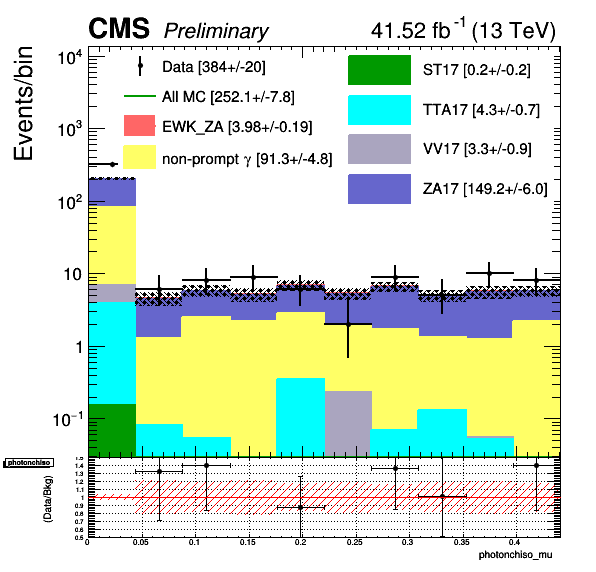 CMS Preliminary 41.52 fb⁻¹ (13 TeV)
Events/bin
Data [384+/-20]
All MC [252.1+/-7.8]
EWK_ZA [3.98+/-0.19]
non-prompt γ [91.3+/-4.8]
ST17 [0.2+/-0.2]
TTA17 [4.3+/-0.7]
VV17 [3.3+/-0.9]
ZA17 [149.2+/-6.0]
10⁴
10³
10²
10
1
10⁻¹
photonchiso
(Data/Bkg)
1.5
1.4
1.3
1.2
1.1
1
0.9
0.8
0.7
0.6
0.5
0 0.05 0.1 0.15 0.2 0.25 0.3 0.35 0.4
photonchiso_mu